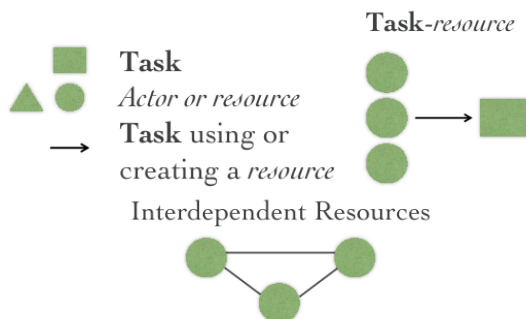 Task-resource
Task
Actor or resource
Task using or
creating a resource
Interdependent Resources